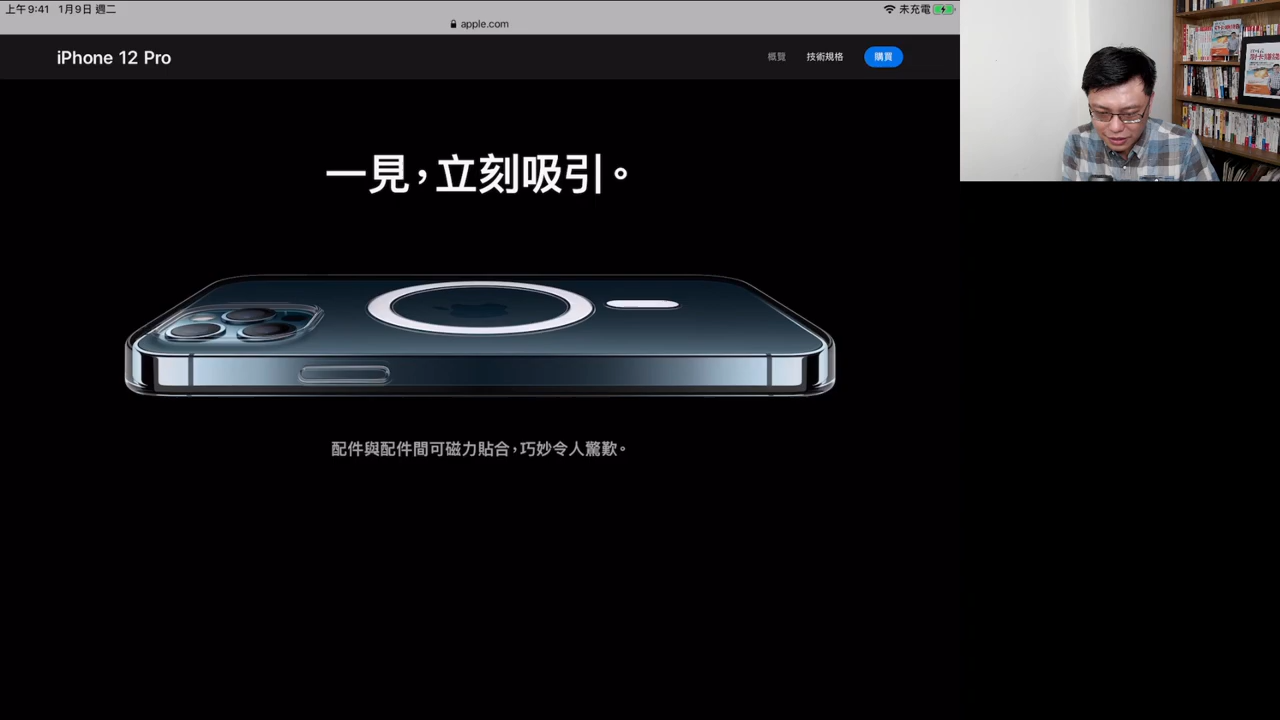 上午9:41 1月9日 週二
未充電
apple.com
iPhone 12 Pro
概覽
技術規格
購買
一見，立刻吸引。
配件與配件間可磁力貼合，巧妙令人驚歎。